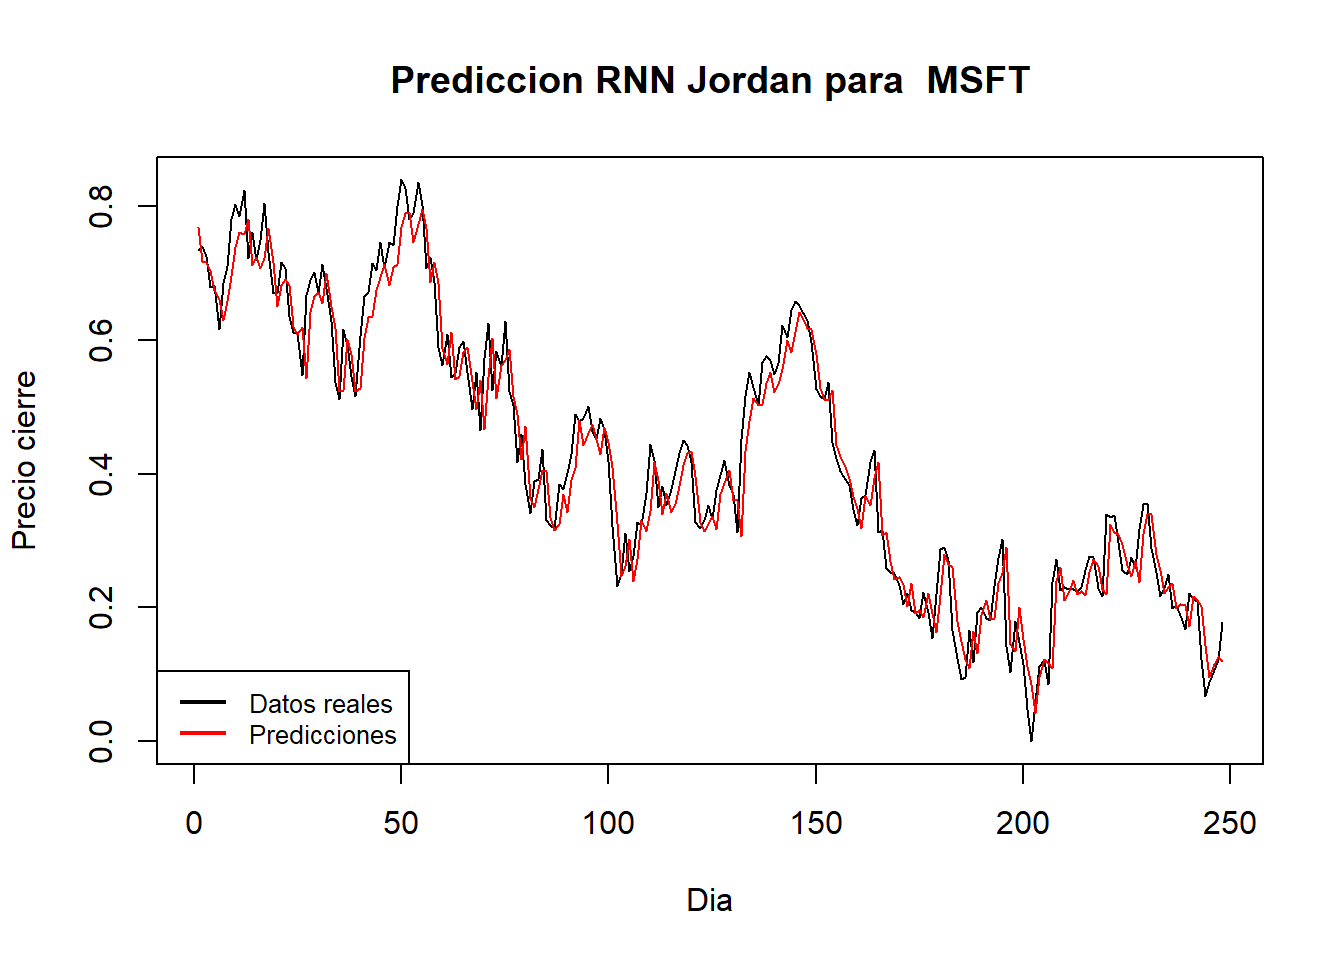 Prediccion RNN Jordan para  MSFT
Precio cierre
0.8
0.6
0.4
0.2
0.0
Datos reales
Predicciones
0 50 100 150 200 250
Dia